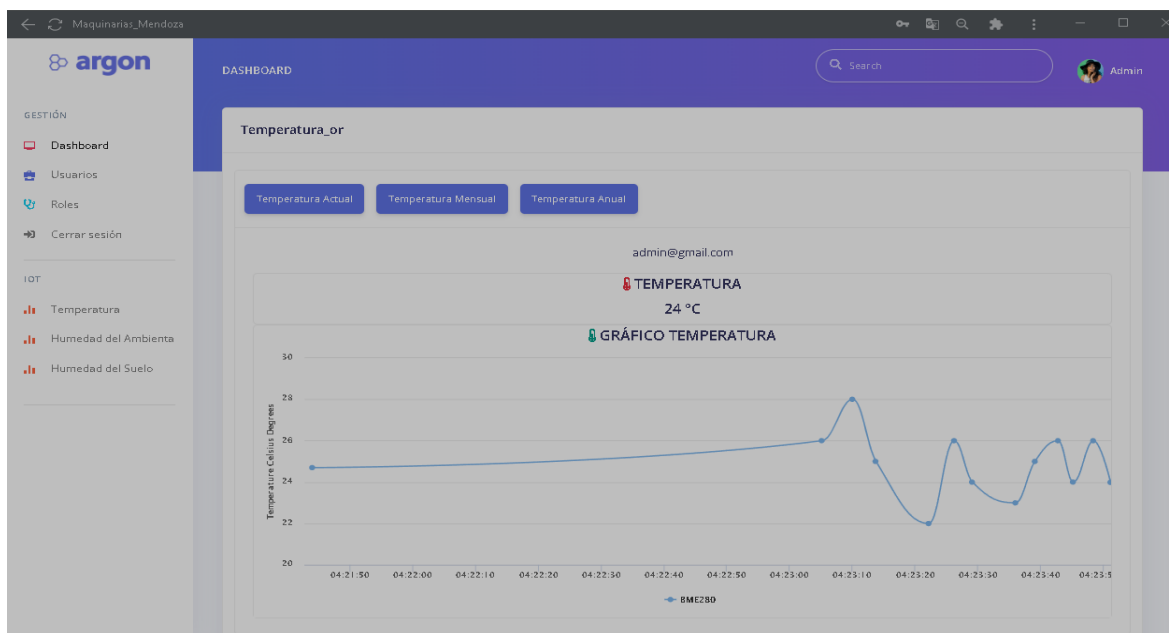 Maquinarias_Mendoza
argon
DASHBOARD
Search
Admin
GESTIÓN
Dashboard
Usuarios
Roles
Cerrar sesión
IOT
Temperatura
Humedad del Ambienta
Humedad del Suelo
Temperatura_or
Temperatura Actual Temperatura Mensual Temperatura Anual
admin@gmail.com
TEMPERATURA
24 °C
GRÁFICO TEMPERATURA
Temperature Celsius Degrees
30
28
26
24
22
20
04:21:50 04:22:00 04:22:10 04:22:20 04:22:30 04:22:40 04:22:50 04:23:00 04:23:10 04:23:20 04:23:30 04:23:40 04:23:5
BME280